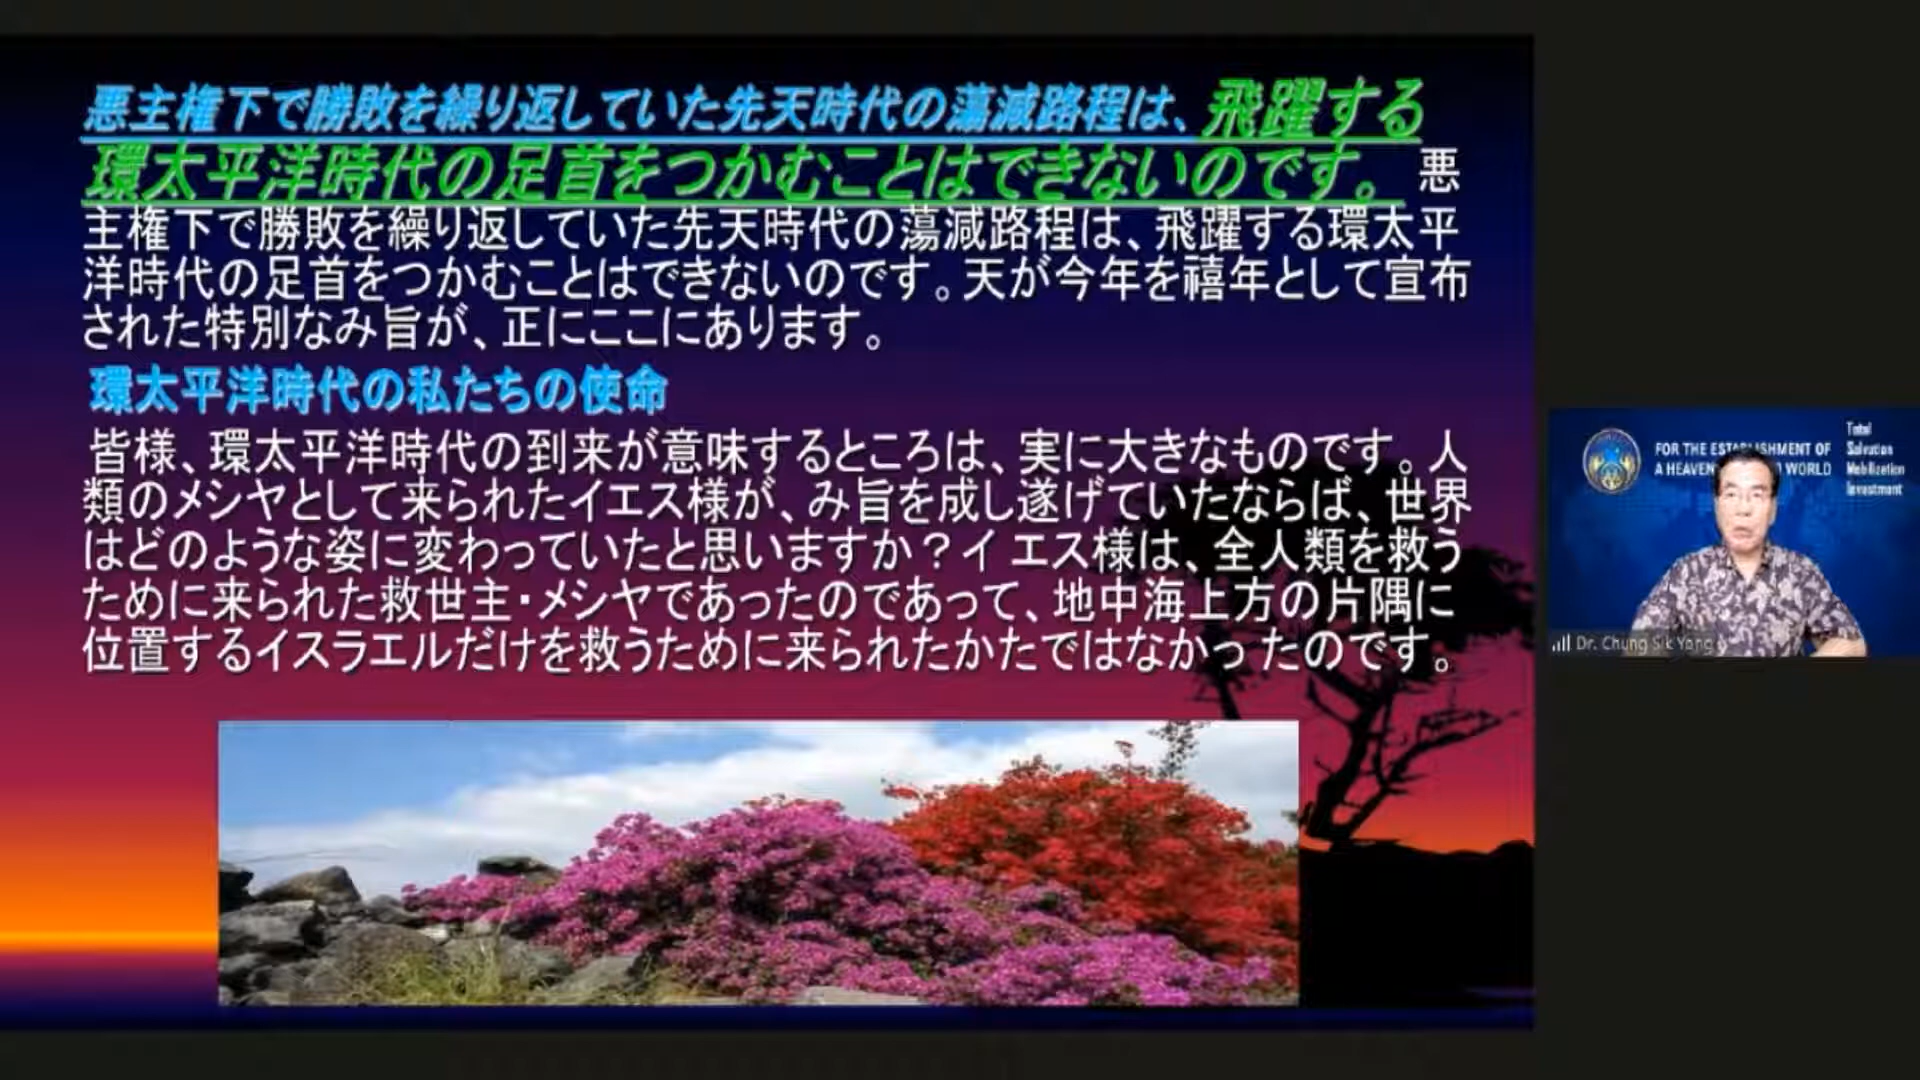 悪主権下で勝敗を繰り返していた先天時代の蕩減路程は、飛躍する
環太平洋時代の足首をつかむことはできないのです。 悪
主権下で勝敗を繰り返していた先天時代の蕩減路程は、飛躍する環太平
洋時代の足首をつかむことはできないのです。天が今年を禧年として宣布
された特別なみ旨が、正にここにあります。
環太平洋時代の私たちの使命
皆様、環太平洋時代の到来が意味するところは、実に大きなものです。人
類のメシヤとして来られたイエス様が、み旨を成し遂げていたならば、世界
はどのような姿に変わっていたと思いますか？イ エス様は、全人類を救う
ために来られた救世主・メシヤであったのであって、地中海上方の片隅に
位置するイスラエルだけを救うために来られたかたではなかっ たのです。
FOR THE ESTABLISHMENT OF
A HEAVEN WORLD
Total
Salvation
Mobilization
Investment
Dr. Chung Sik Yong